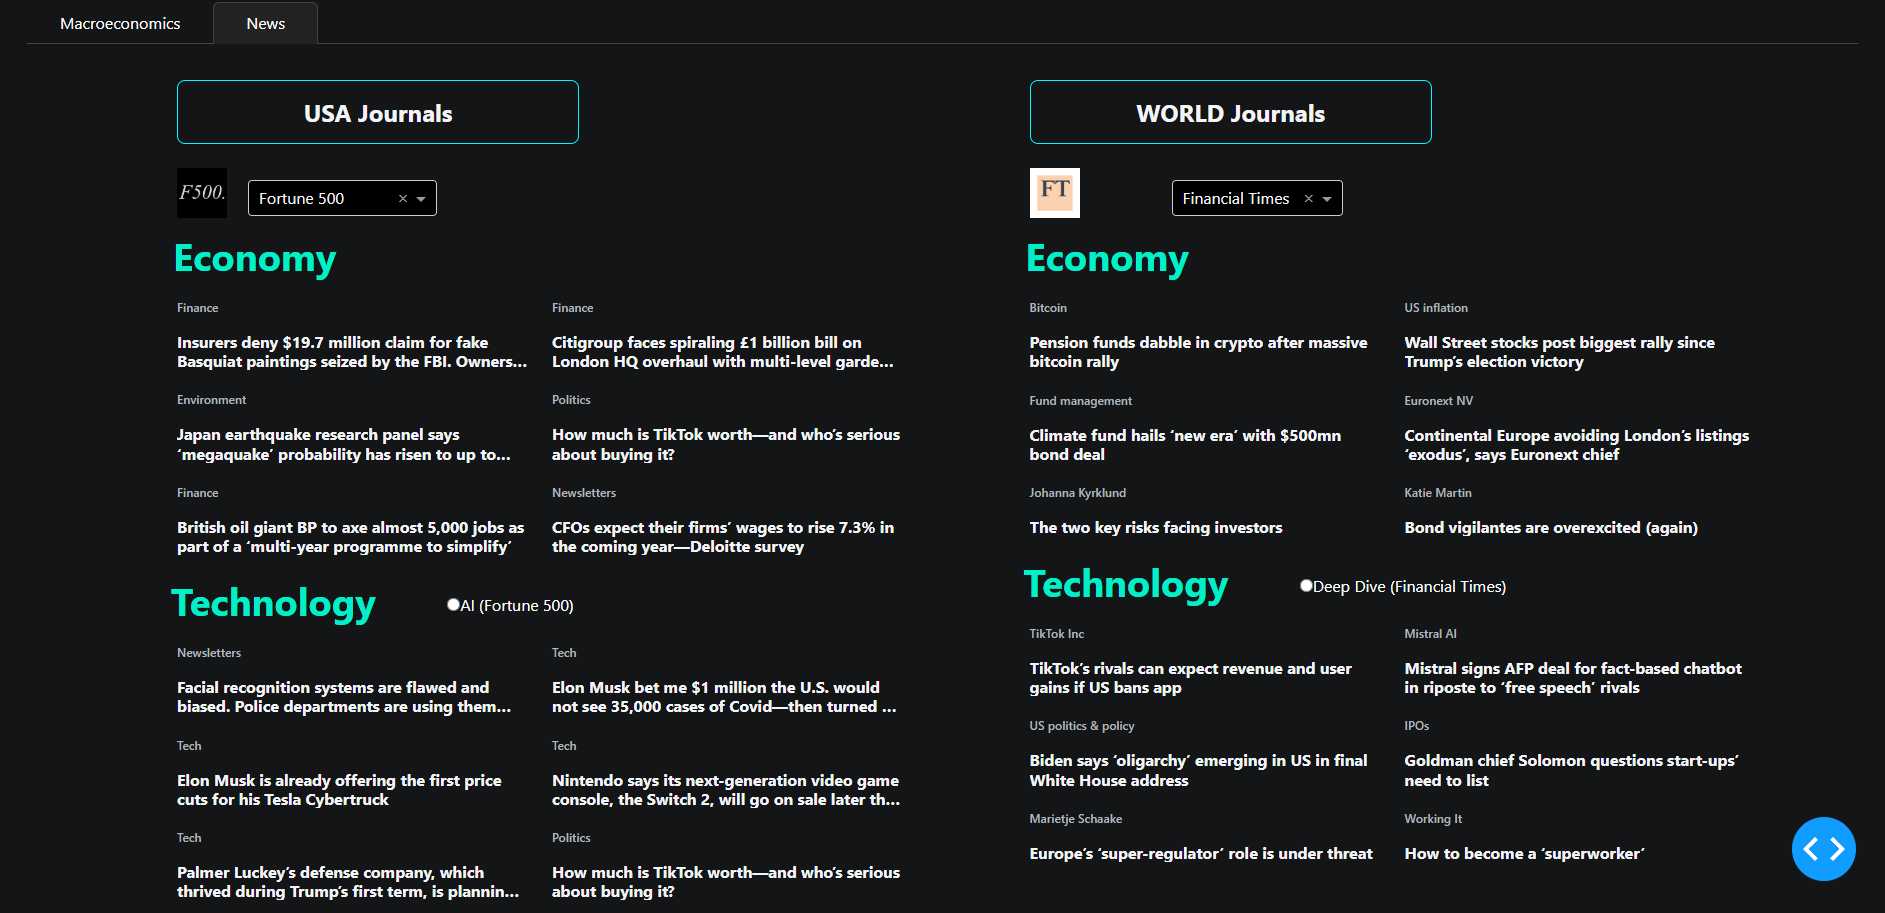 Macroeconomics
News
USA Journals
F500.
Fortune 500
Economy
Finance
Insurers deny $19.7 million claim for fake
Basquiat paintings seized by the FBI. Owners...
Finance
Citigroup faces spiraling £1 billion bill on
London HQ overhaul with multi-level garde...
Environment
Japan earthquake research panel says
‘megaquake’ probability has risen to up to...
Politics
How much is TikTok worth—and who’s serious
about buying it?
Finance
British oil giant BP to axe almost 5,000 jobs as
part of a ‘multi-year programme to simplify’
Newsletters
CFOs expect their firms’ wages to rise 7.3% in
the coming year—Deloitte survey
Technology
AI (Fortune 500)
Newsletters
Facial recognition systems are flawed and
biased. Police departments are using them...
Tech
Elon Musk bet me $1 million the U.S. would
not see 35,000 cases of Covid—then turned ...
Tech
Elon Musk is already offering the first price
cuts for his Tesla Cybertruck
Tech
Nintendo says its next-generation video game
console, the Switch 2, will go on sale later th...
Tech
Palmer Luckey’s defense company, which
thrived during Trump’s first term, is plannin...
Politics
How much is TikTok worth—and who’s serious
about buying it?
WORLD Journals
FT
Financial Times
Economy
Bitcoin
Pension funds dabble in crypto after massive
bitcoin rally
US inflation
Wall Street stocks post biggest rally since
Trump’s election victory
Fund management
Climate fund hails ‘new era’ with $500mn
bond deal
Euronext NV
Continental Europe avoiding London’s listings
‘exodus’, says Euronext chief
Johanna Kyrklund
The two key risks facing investors
Katie Martin
Bond vigilantes are overexcited (again)
Technology
Deep Dive (Financial Times)
TikTok Inc
TikTok’s rivals can expect revenue and user
gains if US bans app
Mistral AI
Mistral signs AFP deal for fact-based chatbot
in riposte to ‘free speech’ rivals
US politics & policy
Biden says ‘oligarchy’ emerging in US in final
White House address
IPOs
Goldman chief Solomon questions start-ups’
need to list
Marietje Schaake
Europe’s ‘super-regulator’ role is under threat
Working It
How to become a ‘superworker’